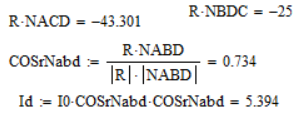 R·NACD = −43.301
R·NBDC = −25
COSrNabd := R·NABD / |R|·|NABD| = 0.734
Id := I0·COSrNabd·COSrNabd = 5.394